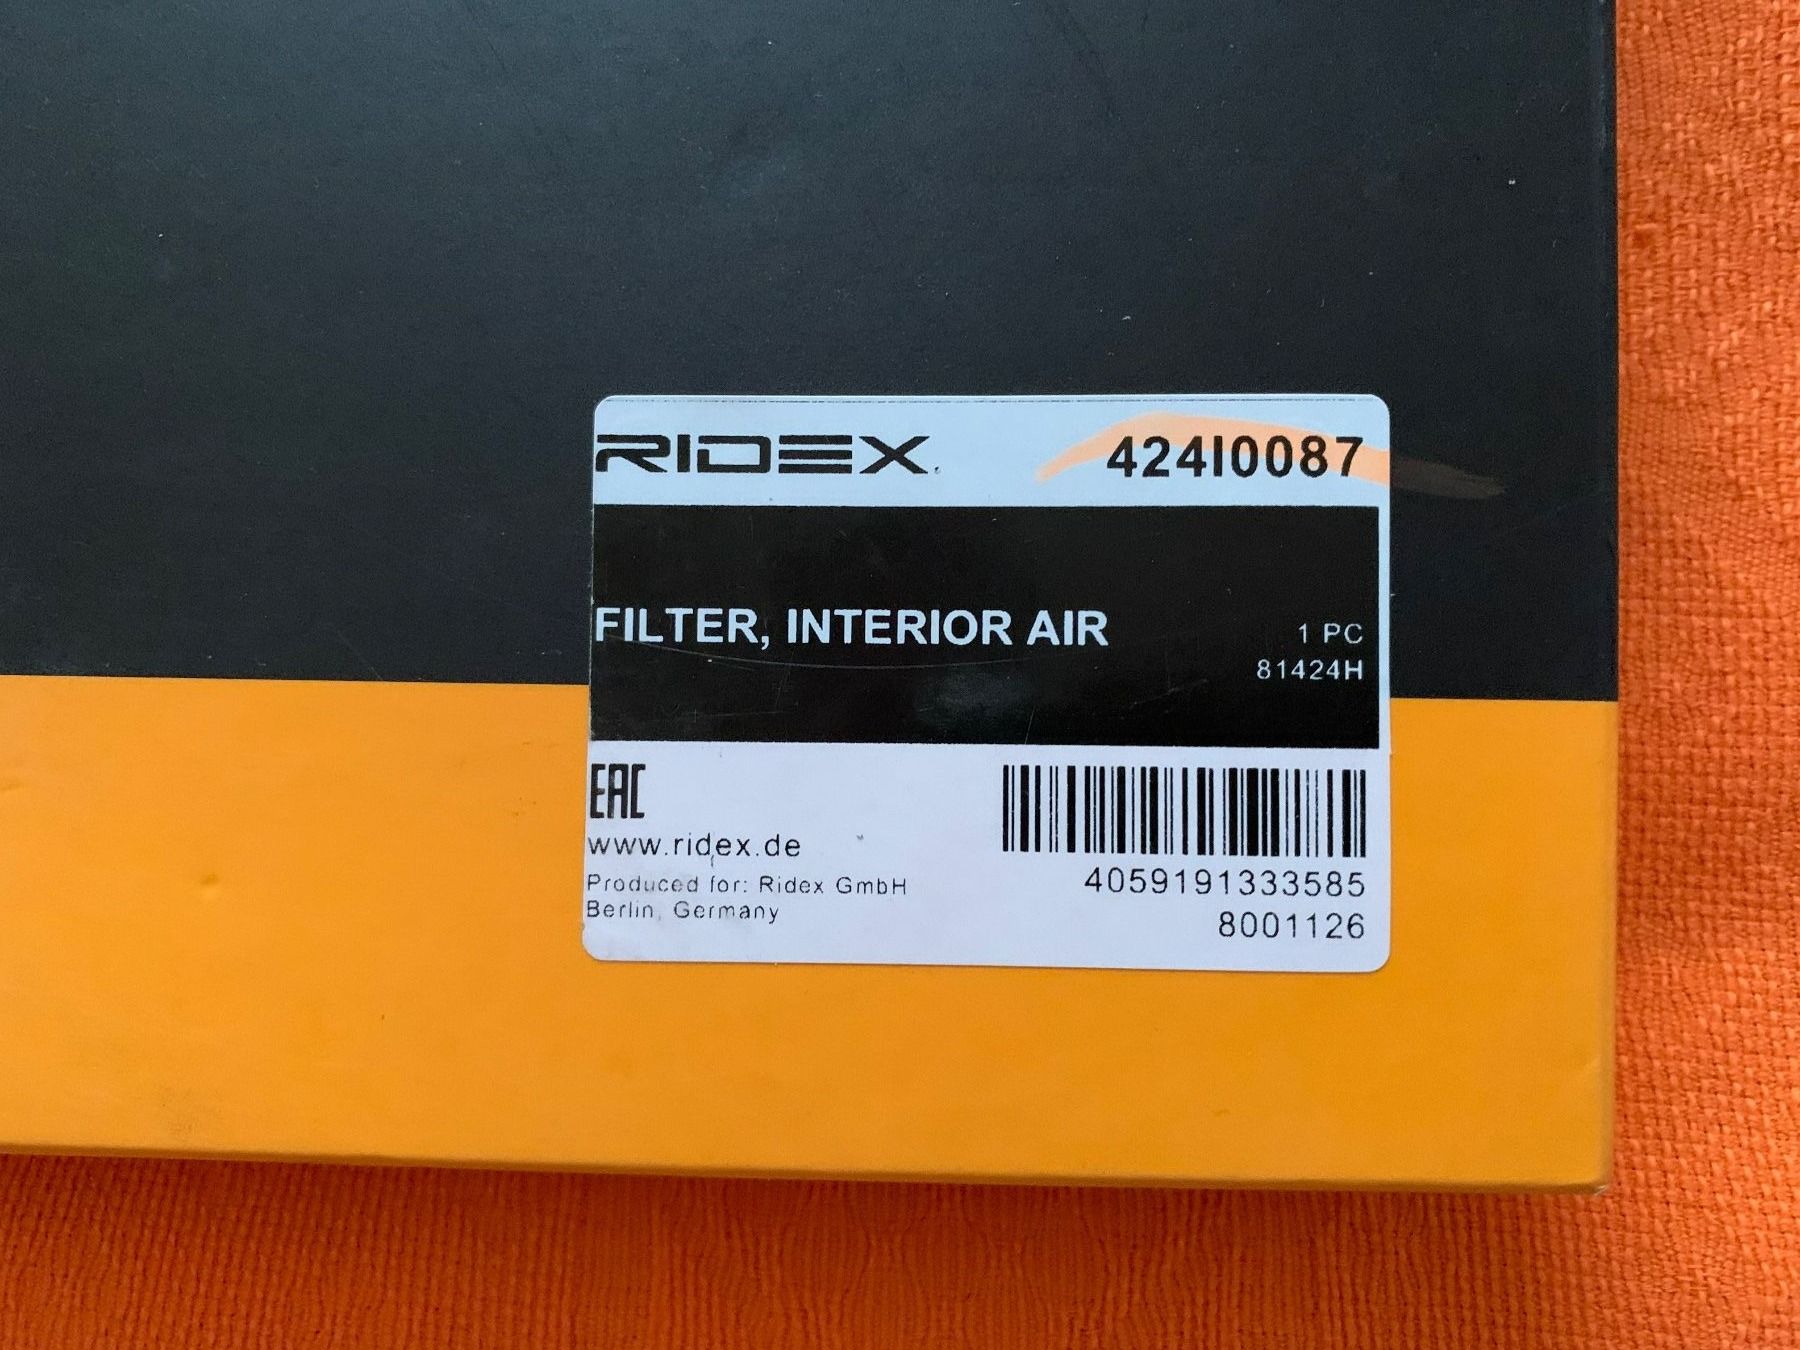 RIDEX 424I0087
FILTER, INTERIOR AIR
1 PC
81424H
EAC
www.ridex.de
Produced for: Ridex GmbH
Berlin, Germany
4059191333585
8001126